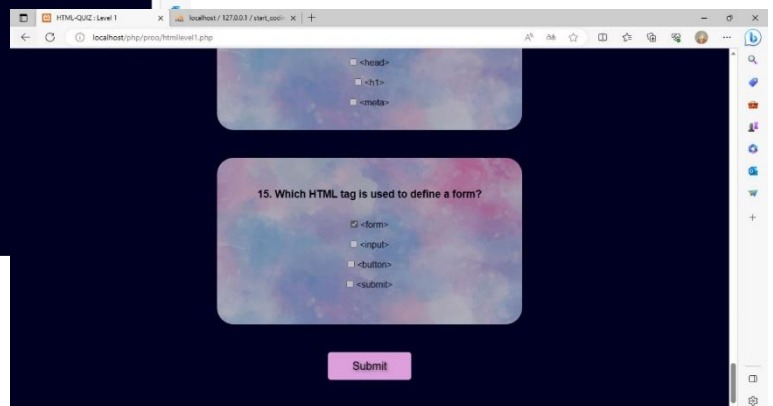 HTML-QUIZ : Level 1
localhost / 127.0.0.1 / start_codi
localhost/php/proo/htmllevel1.php
<head>
<h1>
<meta>
15. Which HTML tag is used to define a form?
<form>
<input>
<button>
<submit>
Submit